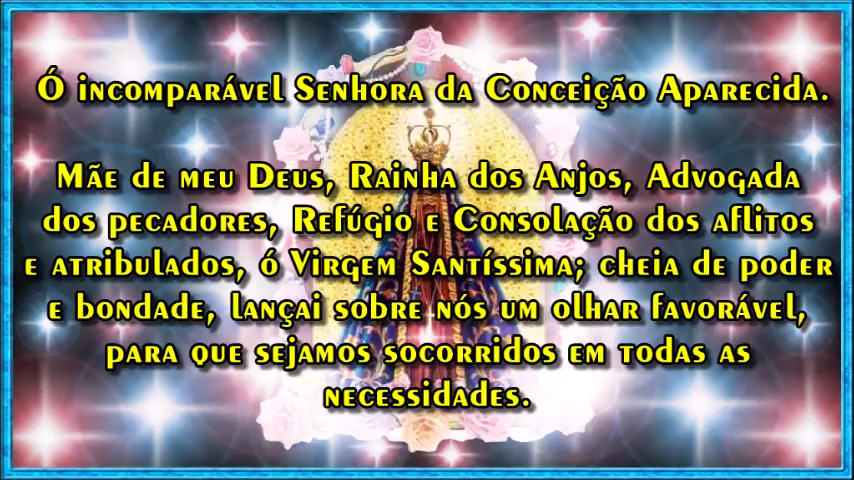 Ó incomparável Senhora da Conceição Aparecida.
Mãe de meu Deus, Rainha dos Anjos, Advogada
dos pecadores, Refúgio e Consolação dos aflitos
e atribulados, ó Virgem Santíssima; cheia de poder
e bondade, lançai sobre nós um olhar favorável,
para que sejamos socorridos em todas as
necessidades.